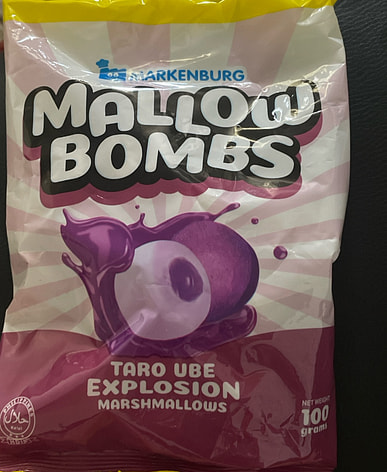 MARKENBURG
MALLOW
BOMBS
TARO UBE
EXPLOSION
MARSHMALLOWS
NET WEIGHT
100
grams